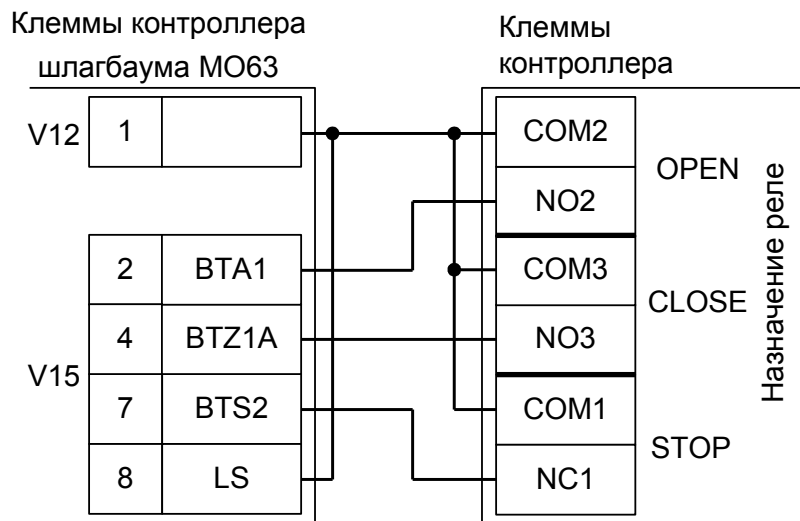 Клеммы контроллера
шлагбаума МО63
Клеммы
контроллера
V12
1
COM2
OPEN
NO2
2
BTA1
COM3
CLOSE
4
BTZ1A
NO3
V15
7
BTS2
COM1
STOP
8
LS
NC1
Назначение реле